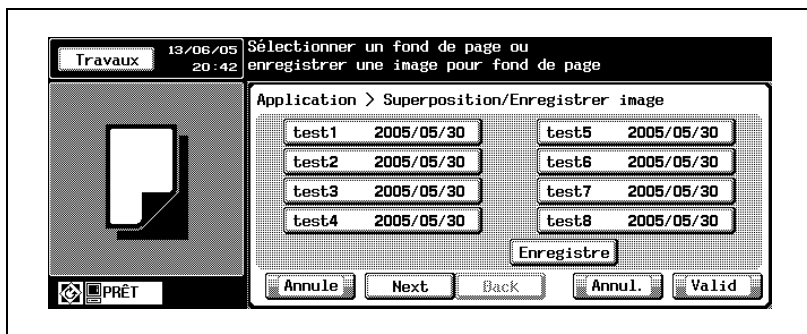 Travaux
13/06/05
20:42
Sélectionner un fond de page ou
enregistrer une image pour fond de page
Application > Superposition/Enregistrer image
test1 2005/05/30
test5 2005/05/30
test2 2005/05/30
test6 2005/05/30
test3 2005/05/30
test7 2005/05/30
test4 2005/05/30
test8 2005/05/30
Enregistre
PRÊT
Annule
Next
Back
Annul.
Valid